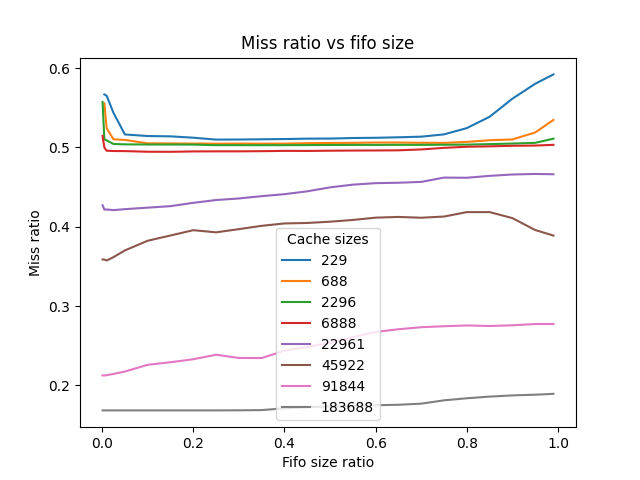 Miss ratio vs fifo size
Miss ratio
0.6
0.5
0.4
0.3
0.2
Cache sizes
229
688
2296
6888
22961
45922
91844
183688
0.0 0.2 0.4 0.6 0.8 1.0
Fifo size ratio